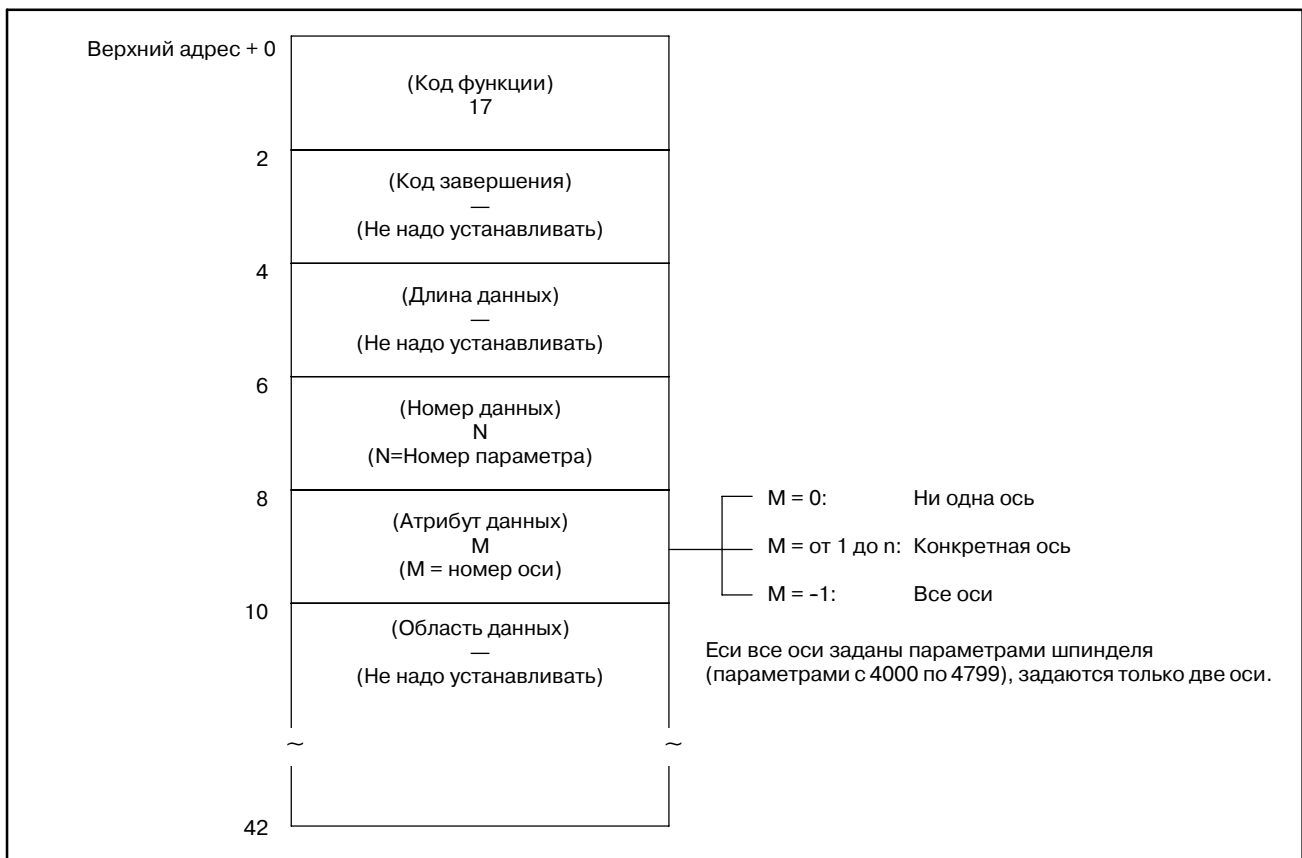 Верхний адрес + 0
(Код функции)
17
2
(Код завершения)
—
(Не надо устанавливать)
4
(Длина данных)
—
(Не надо устанавливать)
6
(Номер данных)
N
(N=Номер параметра)
8
(Атрибут данных)
M
(M = номер оси)
M = 0: Ни одна ось
M = от 1 до n: Конкретная ось
M = -1: Все оси
10
(Область данных)
—
(Не надо устанавливать)
Еси все оси заданы параметрами шпинделя
(параметрами с 4000 по 4799), задаются только две оси.
~ ~
42